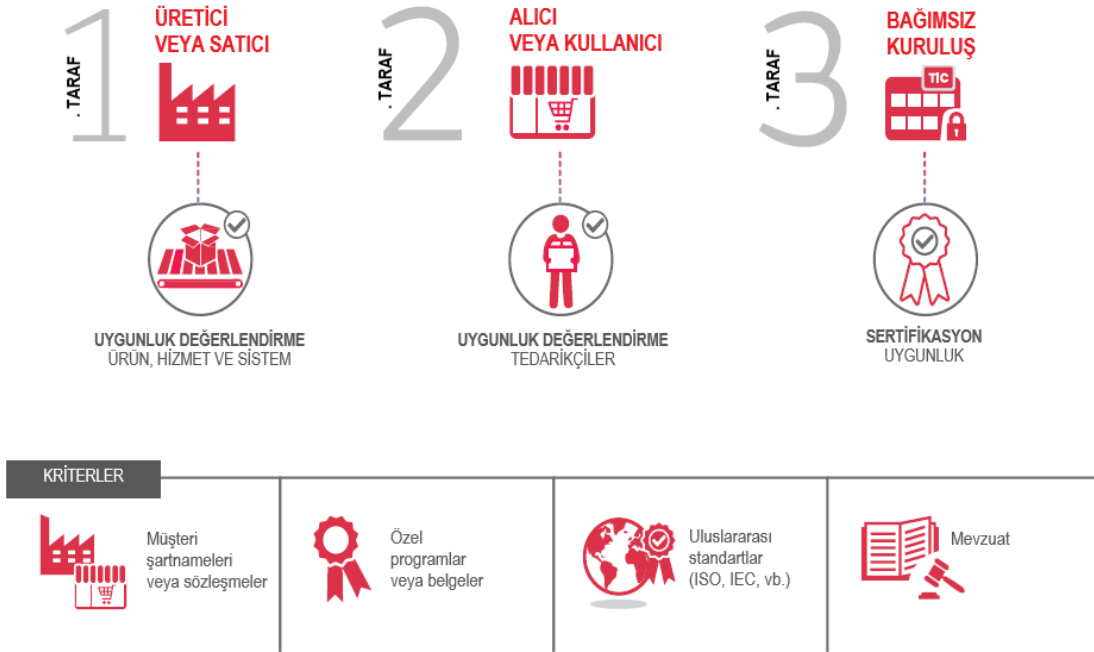 1
. TARAF
ÜRETİCİ
VEYA SATICI
UYGUNLUK DEĞERLENDİRME
ÜRÜN, HİZMET VE SİSTEM
2
. TARAF
ALICI
VEYA KULLANICI
UYGUNLUK DEĞERLENDİRME
TEDARİKÇİLER
3
. TARAF
BAĞIMSIZ
KURULUŞ
TIC
SERTİFİKASYON
UYGUNLUK
KRİTERLER
Müşteri
şartnameleri
veya sözleşmeler
Özel
programlar
veya belgeler
Uluslararası
standartlar
(ISO, IEC, vb.)
Mevzuat